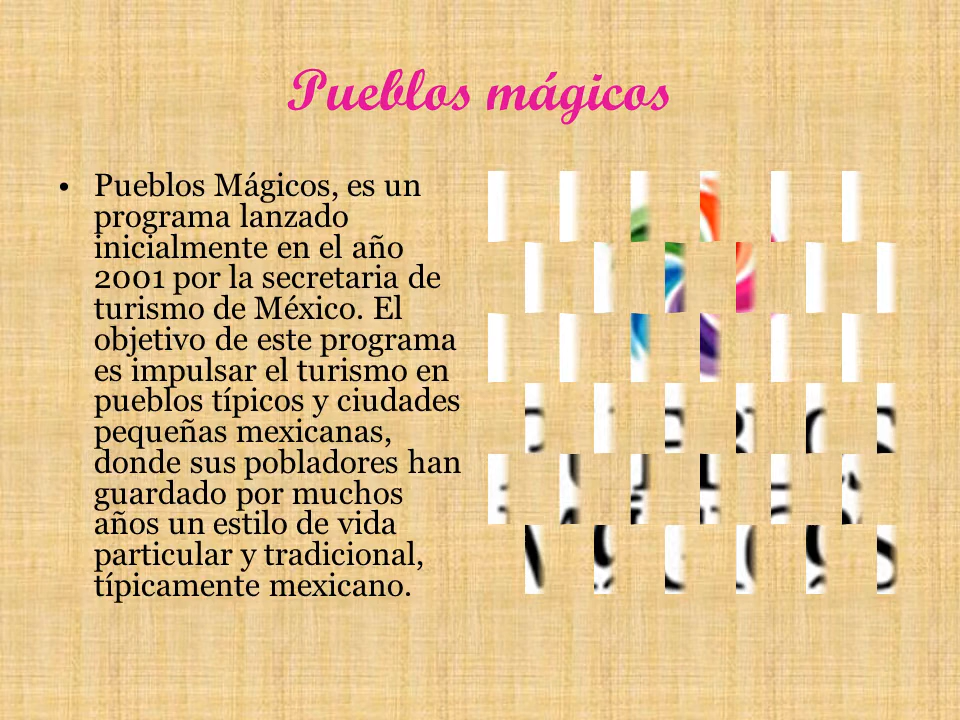 Pueblos mágicos
• Pueblos Mágicos, es un
programa lanzado
inicialmente en el año
2001 por la secretaria de
turismo de México. El
objetivo de este programa
es impulsar el turismo en
pueblos típicos y ciudades
pequeñas mexicanas,
donde sus pobladores han
guardado por muchos
años un estilo de vida
particular y tradicional,
típicamente mexicano.